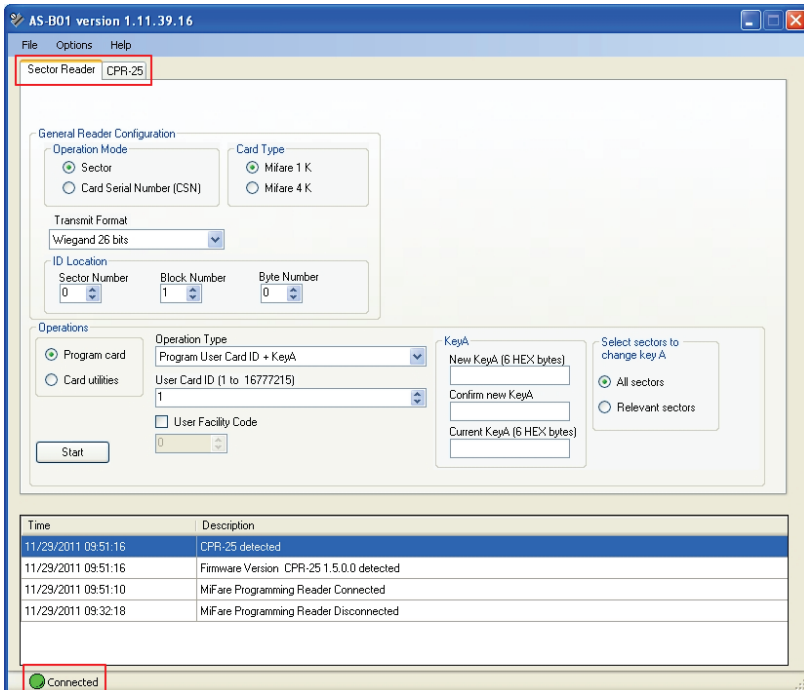 AS-B01 version 1.11.39.16
File Options Help
Sector Reader CPR-25
General Reader Configuration
Operation Mode
Sector
Card Serial Number (CSN)
Card Type
Mifare 1 K
Mifare 4 K
Transmit Format
Wiegand 26 bits
ID Location
Sector Number Block Number Byte Number
0 1 0
Operations
Program card
Card utilities
Start
Operation Type
Program User Card ID + KeyA
User Card ID (1 to 16777215)
1
User Facility Code
0
KeyA
New KeyA (6 HEX bytes)
Confirm new KeyA
Current KeyA (6 HEX bytes)
Select sectors to
change key A
All sectors
Relevant sectors
Time Description
11/29/2011 09:51:16 CPR-25 detected
11/29/2011 09:51:16 Firmware Version CPR-25 1.5.0.0 detected
11/29/2011 09:51:10 MiFare Programming Reader Connected
11/29/2011 09:32:18 MiFare Programming Reader Disconnected
Connected